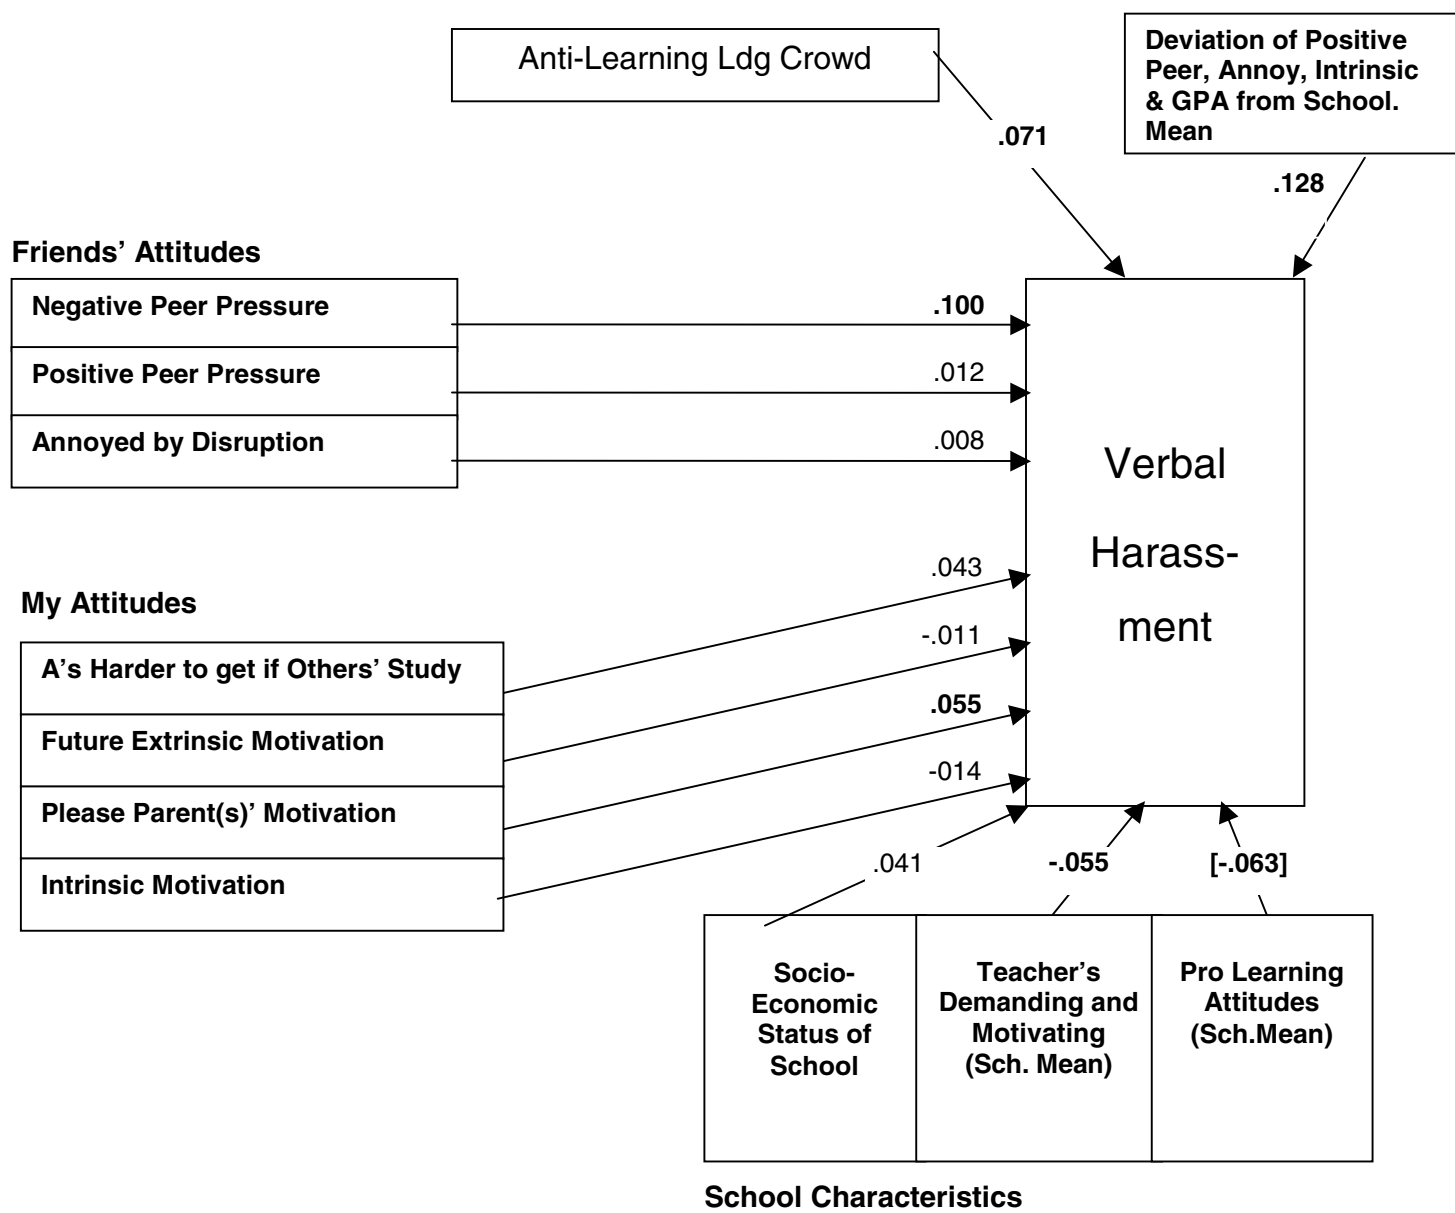 Anti-Learning Ldg Crowd
Deviation of Positive
Peer, Annoy, Intrinsic
& GPA from School.
Mean
.071
.128
Friends’ Attitudes
Negative Peer Pressure
.100
Positive Peer Pressure
.012
Annoyed by Disruption
.008
Verbal
Harass-
ment
My Attitudes
A’s Harder to get if Others’ Study
.043
Future Extrinsic Motivation
-.011
Please Parent(s)’ Motivation
.055
Intrinsic Motivation
-014
.041
-.055
[-.063]
Socio-
Economic
Status of
School
Teacher’s
Demanding and
Motivating
(Sch. Mean)
Pro Learning
Attitudes
(Sch.Mean)
School Characteristics